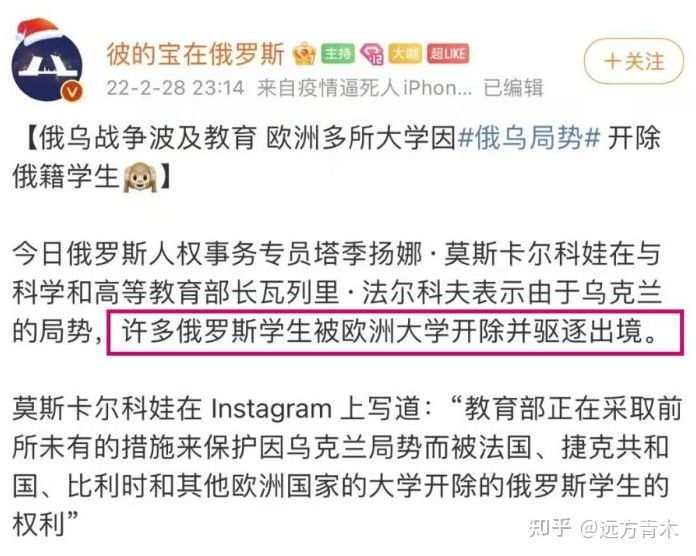 彼的宝在俄罗斯 主持 12 大咖 超LIKE
+关注
22-2-28 23:14 来自疫情逼死人iPhon... 已编辑
【俄乌战争波及教育 欧洲多所大学因#俄乌局势# 开除
俄籍学生🙉】
今日俄罗斯人权事务专员塔季扬娜·莫斯卡尔科娃在与
科学和高等教育部长瓦列里·法尔科夫表示由于乌克兰
的局势，许多俄罗斯学生被欧洲大学开除并驱逐出境。
莫斯卡尔科娃在 Instagram 上写道：“教育部正在采取前
所未有的措施来保护因乌克兰局势而被法国、捷克共和
国、比利时和其他欧洲国家的大学开除的俄罗斯学生的
权利”
知乎 @远方青木